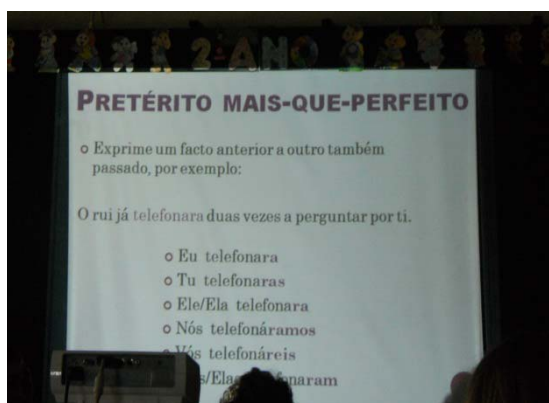 2º ANO
PRETÉRITO MAIS-QUE-PERFEITO
Exprime um facto anterior a outro também
passado, por exemplo:
O rui já telefonara duas vezes a perguntar por ti.
Eu telefonara
Tu telefonaras
Ele/Ela telefonara
Nós telefonáramos
Vós telefonáreis